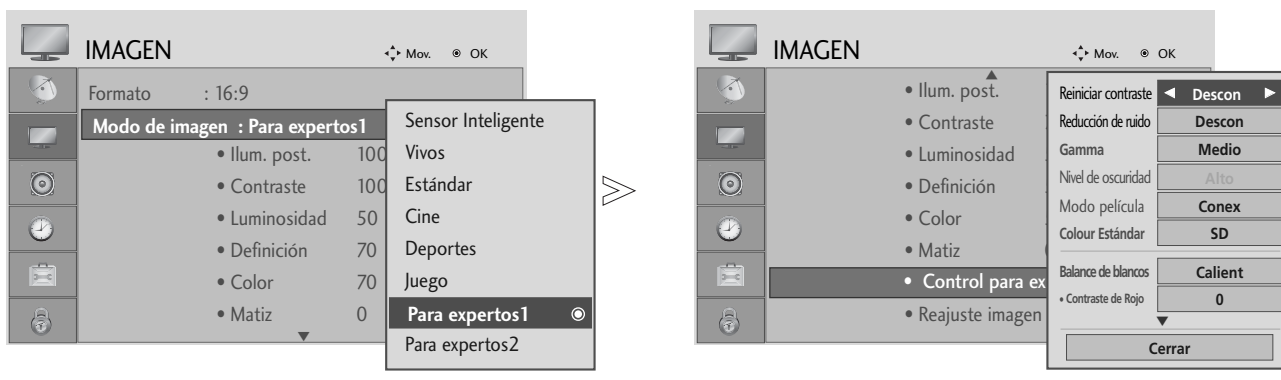 IMAGEN
Mov.
OK
Formato : 16:9
Modo de imagen : Para expertos1
• Ilum. post. 100
• Contraste 100
• Luminosidad 50
• Definición 70
• Color 70
• Matiz 0
Sensor Inteligente
Vivos
Estándar
Cine
Deportes
Juego
Para expertos1
Para expertos2
IMAGEN
Mov.
OK
• Ilum. post.
• Contraste
• Luminosidad
• Definición
• Color
• Matiz
• Control para ex
• Reajuste imagen
Reiniciar contraste Descon
Reducción de ruido Descon
Gamma Medio
Nivel de oscuridad Alto
Modo película Conex
Colour Estándar SD
Balance de blancos Calient
• Contraste de Rojo 0
Cerrar